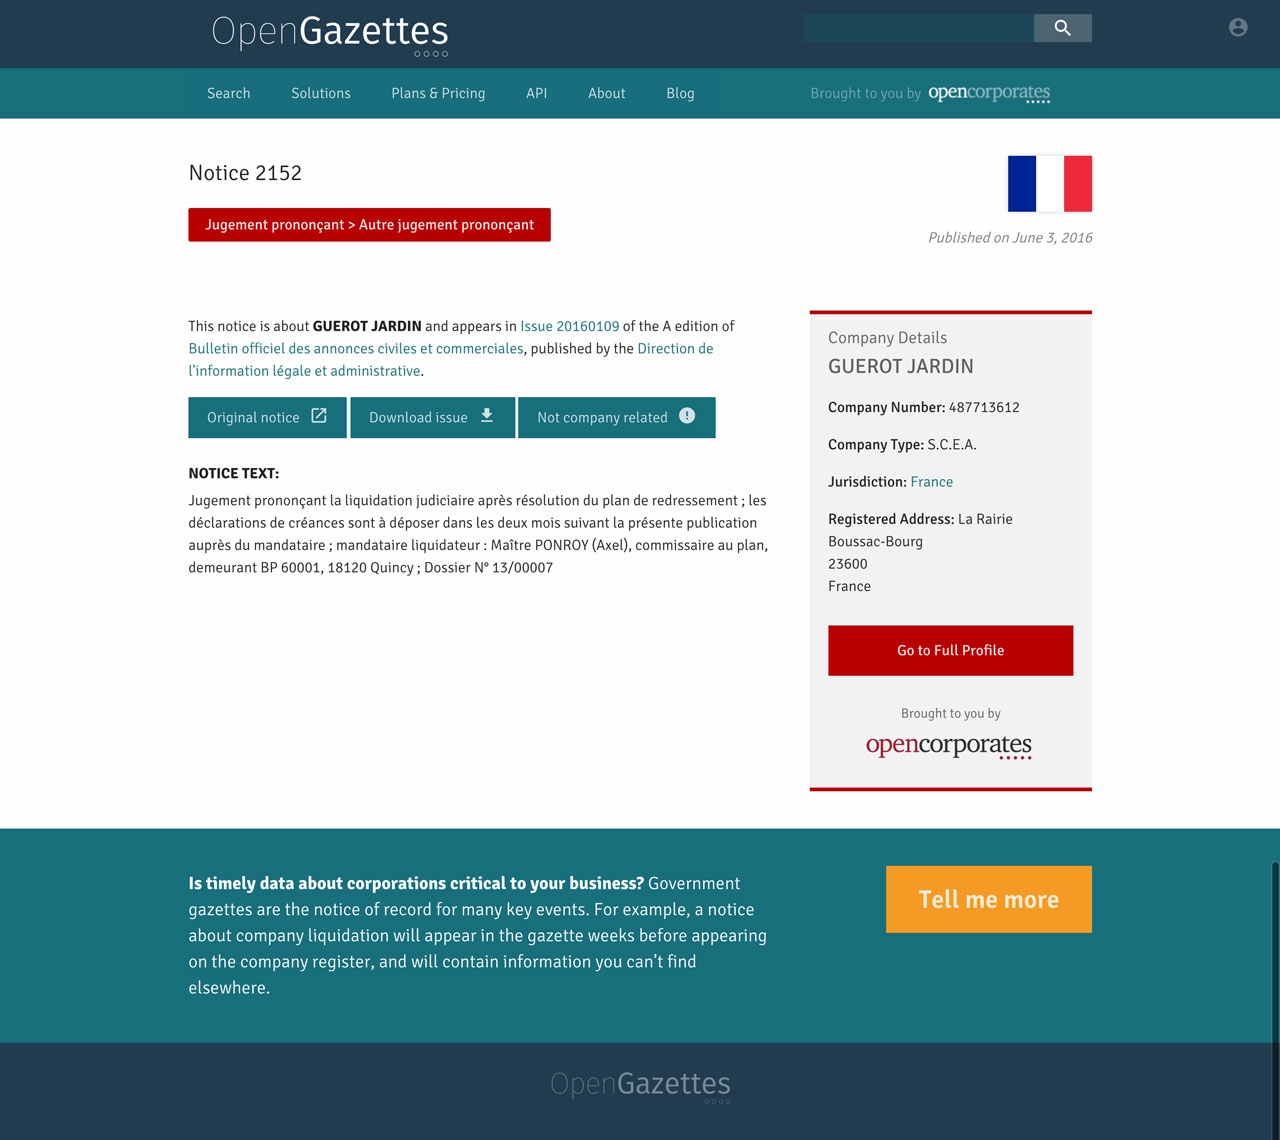 OpenGazettes
Search Solutions Plans & Pricing API About Blog Brought to you by opencorporates
Notice 2152
Jugement prononçant > Autre jugement prononçant
Published on June 3, 2016
This notice is about GUEROT JARDIN and appears in Issue 20160109 of the A edition of
Bulletin officiel des annonces civiles et commerciales, published by the Direction de
l'information légale et administrative.
Original notice Download issue Not company related
NOTICE TEXT:
Jugement prononçant la liquidation judiciaire après résolution du plan de redressement ; les
déclarations de créances sont à déposer dans les deux mois suivant la présente publication
auprès du mandataire ; mandataire liquidateur : Maître PONROY (Axel), commissaire au plan,
demeurant BP 60001, 18120 Quincy ; Dossier N° 13/00007
Company Details
GUEROT JARDIN
Company Number: 487713612
Company Type: S.C.E.A.
Jurisdiction: France
Registered Address: La Rairie
Boussac-Bourg
23600
France
Go to Full Profile
Brought to you by
opencorporates
Is timely data about corporations critical to your business? Government
gazettes are the notice of record for many key events. For example, a notice
about company liquidation will appear in the gazette weeks before appearing
on the company register, and will contain information you can’t find
elsewhere.
Tell me more
OpenGazettes